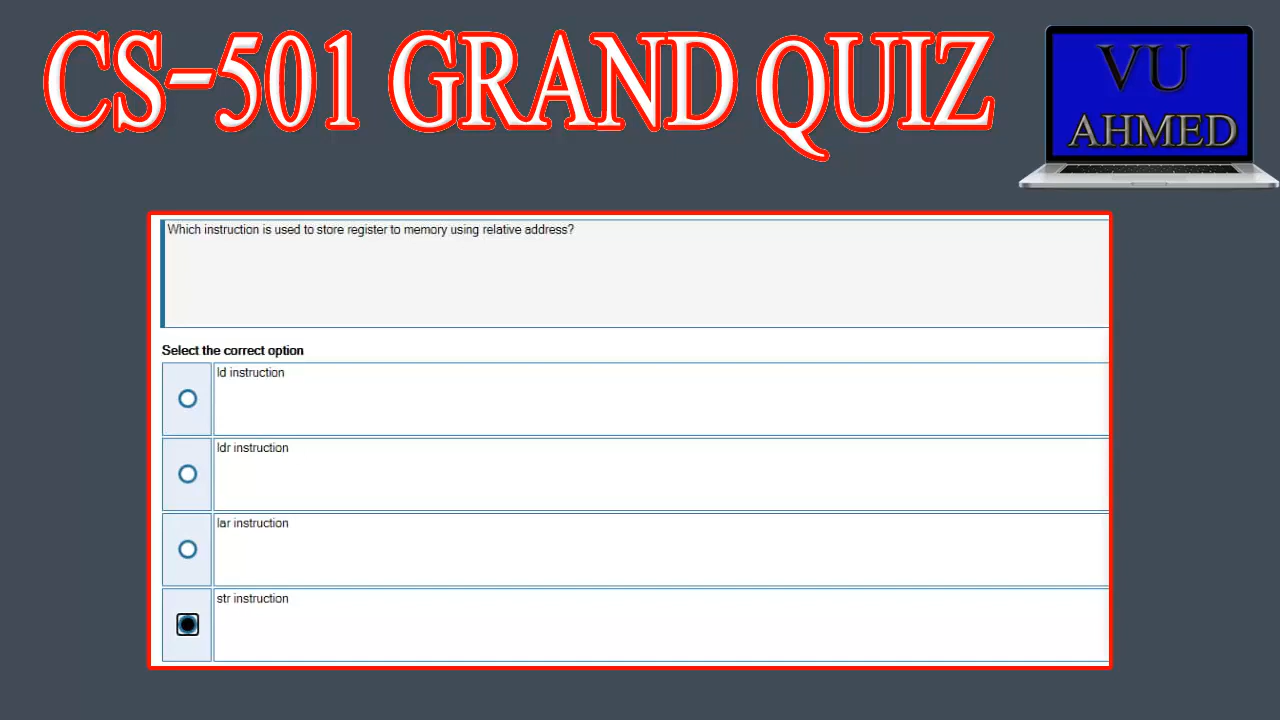 CS-501 GRAND QUIZ
VU
AHMED
Which instruction is used to store register to memory using relative address?
Select the correct option
ld instruction
ldr instruction
lar instruction
str instruction